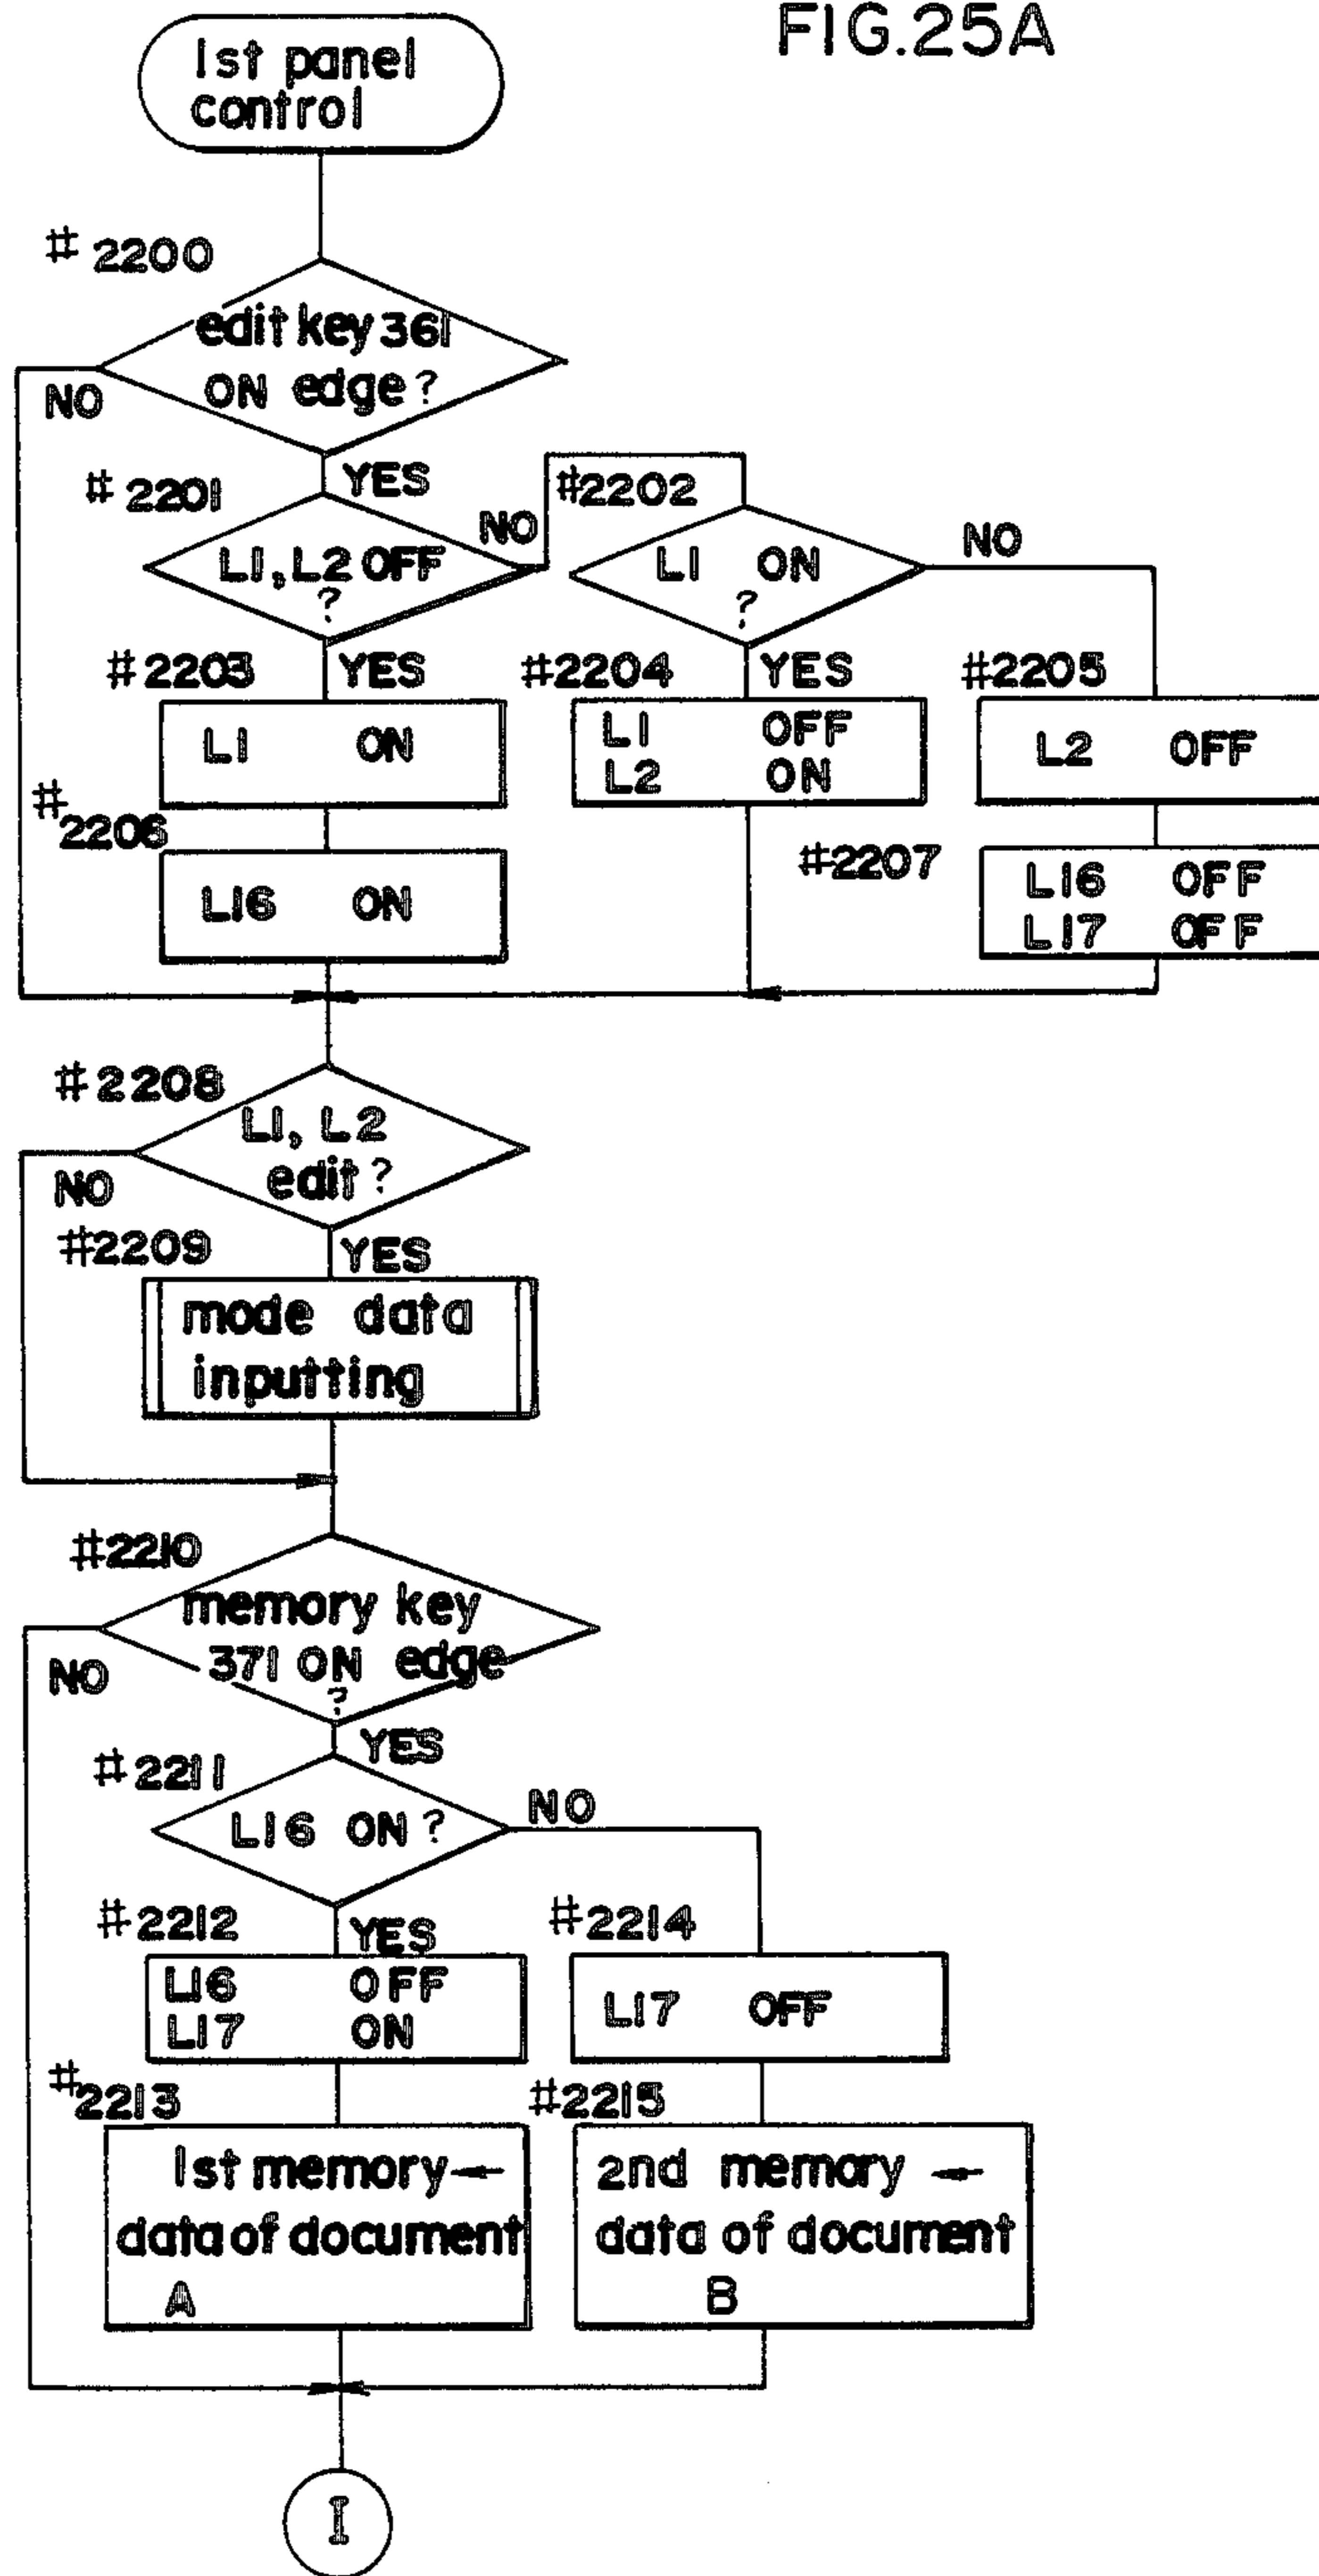 FIG.25A
1st panel
control
#2200
edit key 361
ON edge?
NO
YES
#2201
L1, L2 OFF
?
NO
#2202
L1 ON
?
NO
#2203
YES
#2204
YES
#2205
L1 ON
L1 OFF
L2 ON
L2 OFF
#2206
L16 ON
#2207
L16 OFF
L17 OFF
#2208
L1, L2
edit?
NO
#2209
YES
mode data
inputting
#2210
memory key
371 ON edge
?
NO
YES
#2211
L16 ON?
NO
#2212
YES
#2214
L16 OFF
L17 ON
L17 OFF
#2213
#2215
1st memory ←
data of document
A
2nd memory ←
data of document
B
I